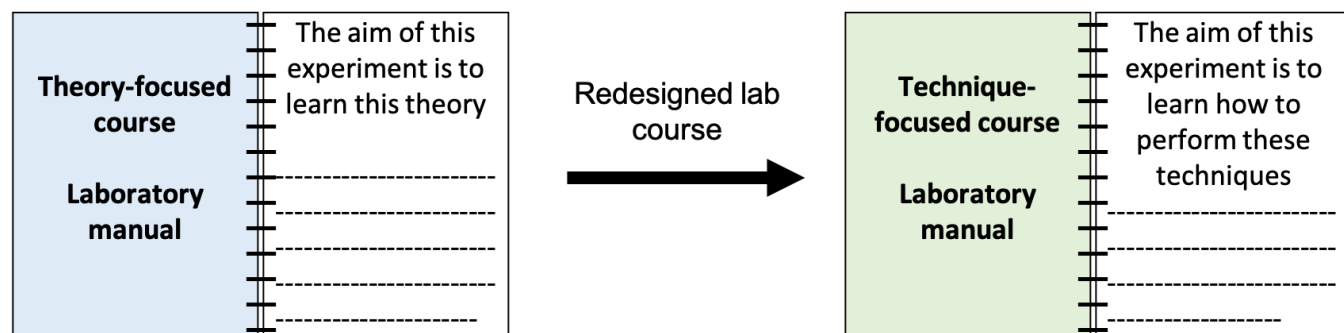 Theory-focused
course
Laboratory
manual
The aim of this
experiment is to
learn this theory
Redesigned lab
course
Technique-
focused course
Laboratory
manual
The aim of this
experiment is to
learn how to
perform these
techniques